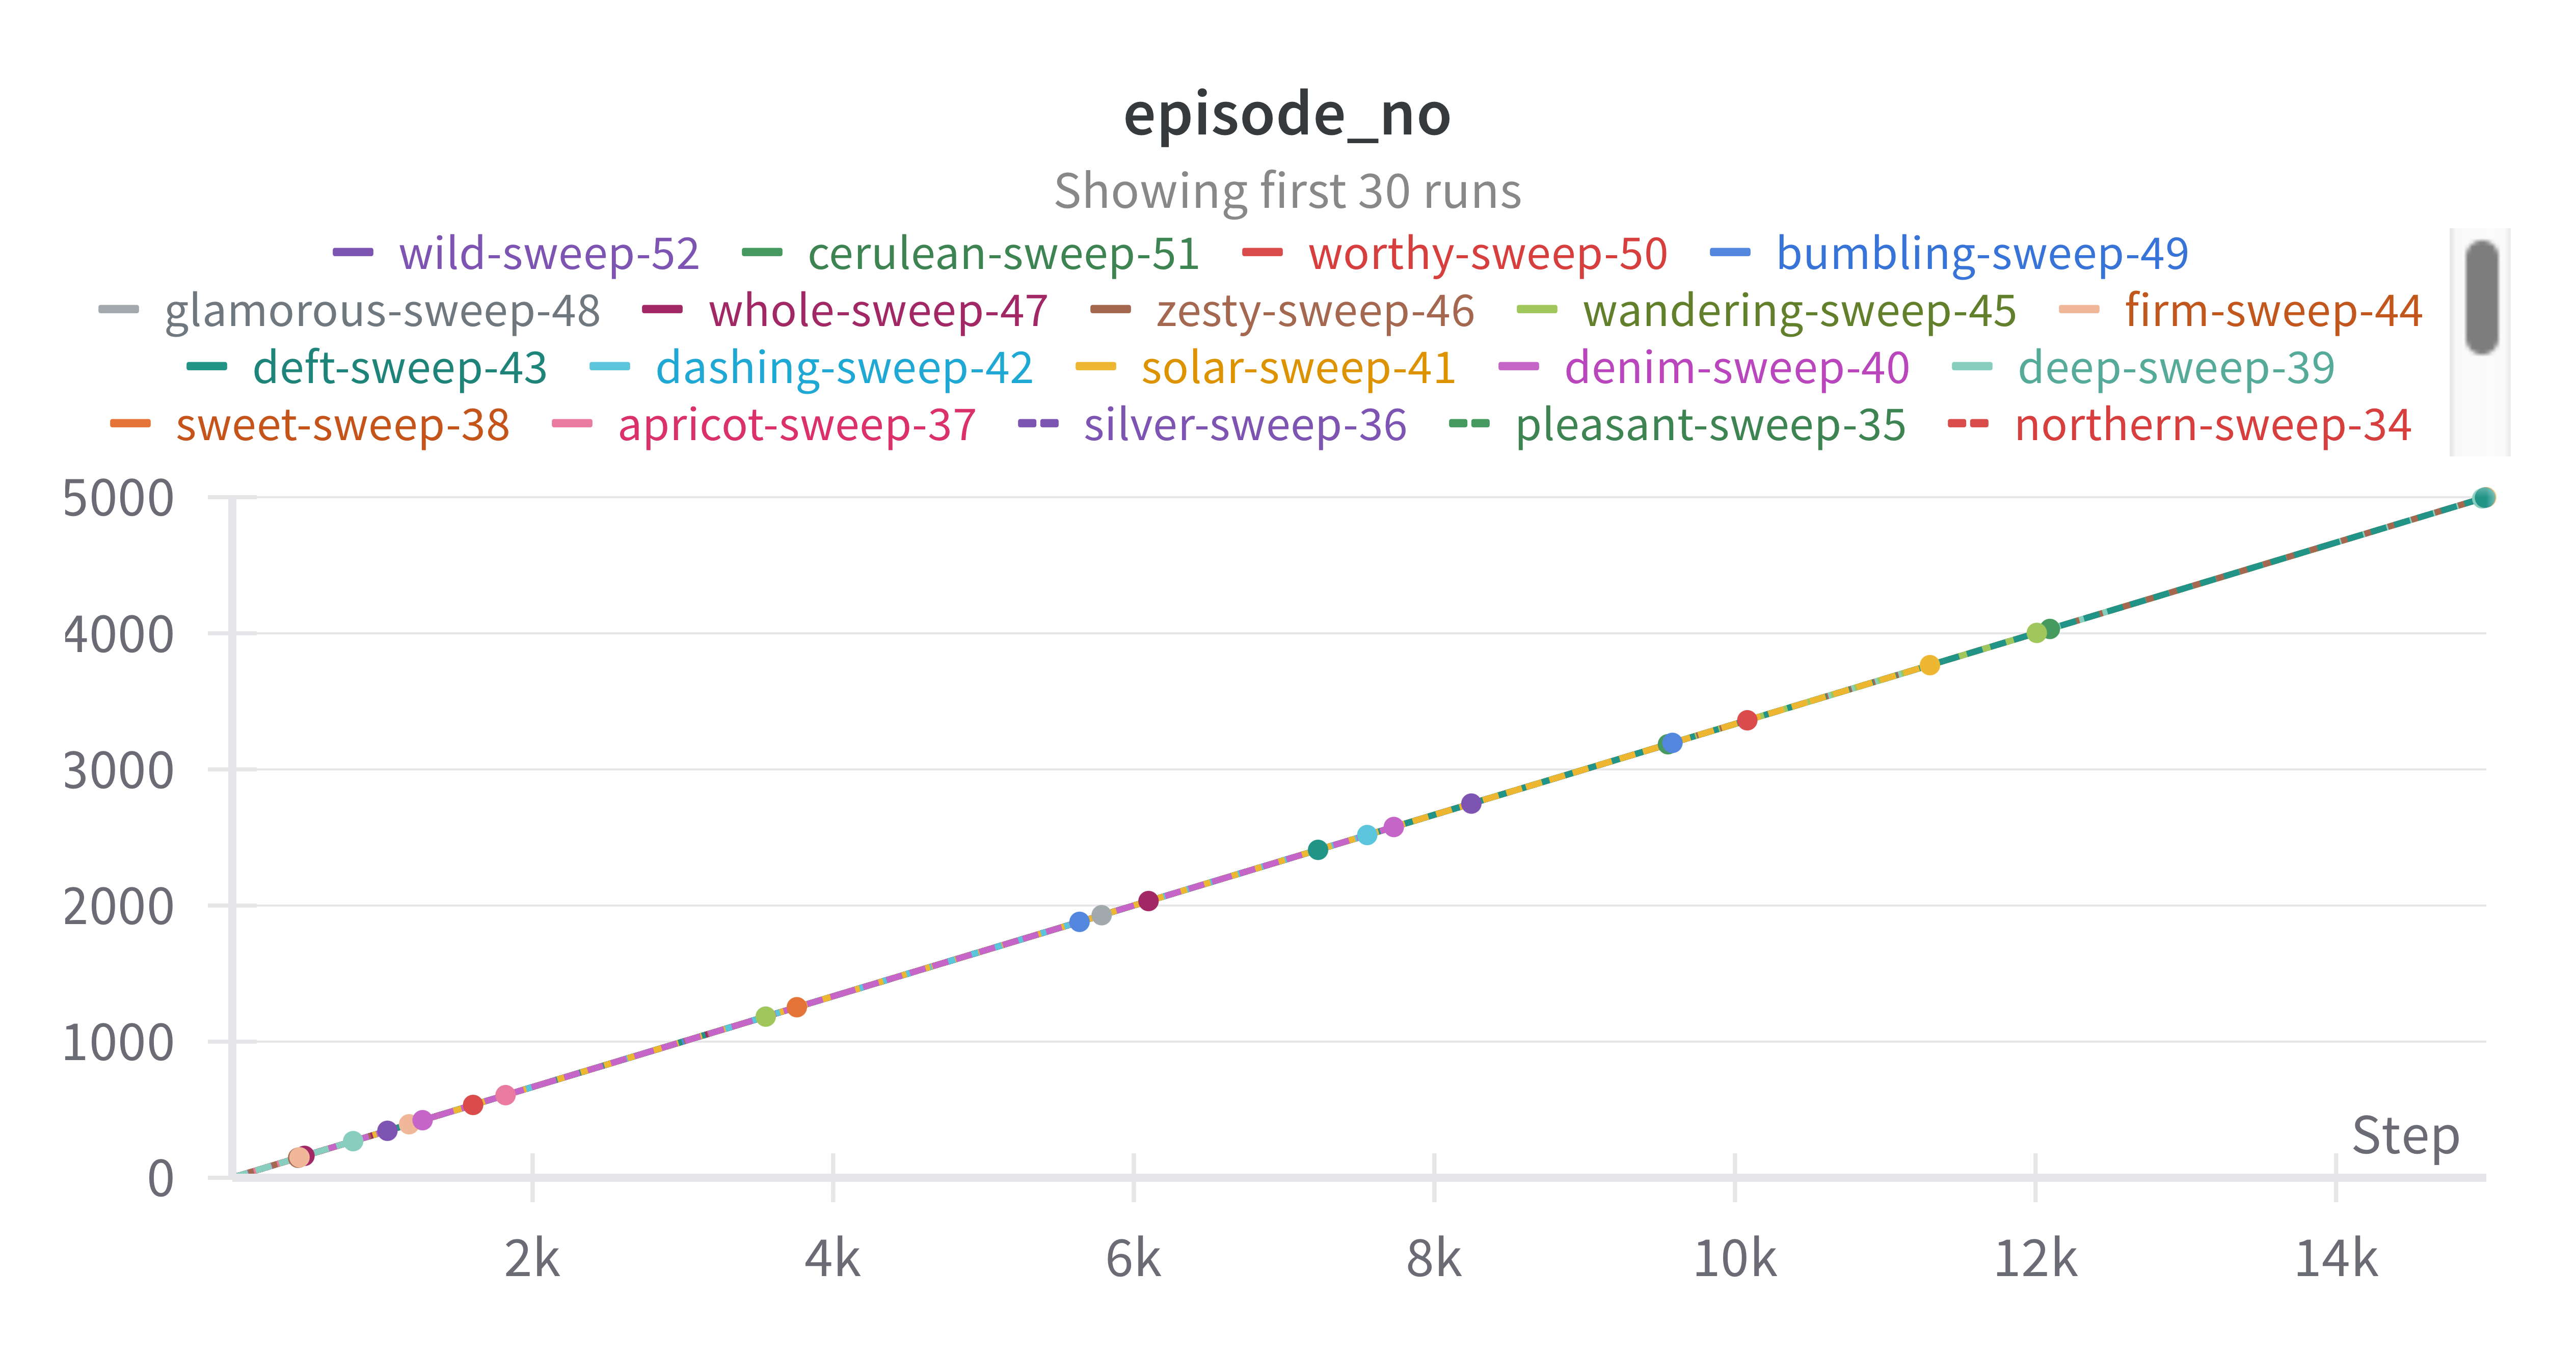 episode_no
Showing first 30 runs
wild-sweep-52 cerulean-sweep-51 worthy-sweep-50 bumbling-sweep-49
glamorous-sweep-48 whole-sweep-47 zesty-sweep-46 wandering-sweep-45 firm-sweep-44
deft-sweep-43 dashing-sweep-42 solar-sweep-41 denim-sweep-40 deep-sweep-39
sweet-sweep-38 apricot-sweep-37 silver-sweep-36 pleasant-sweep-35 northern-sweep-34
5000
4000
3000
2000
1000
0
Step
2k 4k 6k 8k 10k 12k 14k